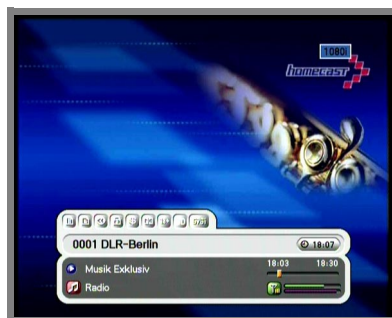 1080i
homecast
0001 DLR-Berlin
18:07
Musik Exklusiv
18:03 18:30
Radio